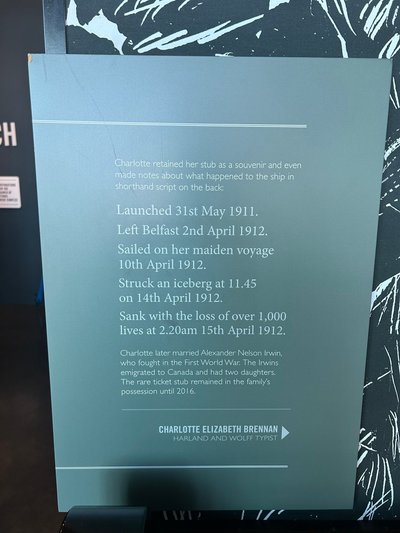 CH
Charlotte retained her stub as a souvenir and even
made notes about what happened to the ship in
shorthand script on the back:
Launched 31st May 1911.
Left Belfast 2nd April 1912.
Sailed on her maiden voyage
10th April 1912.
Struck an iceberg at 11.45
on 14th April 1912.
Sank with the loss of over 1,000
lives at 2.20am 15th April 1912.
Charlotte later married Alexander Nelson Irwin,
who fought in the First World War. The Irwins
emigrated to Canada and had two daughters.
The rare ticket stub remained in the family's
possession until 2016.
CHARLOTTE ELIZABETH BRENNAN
HARLAND AND WOLFF TYPIST